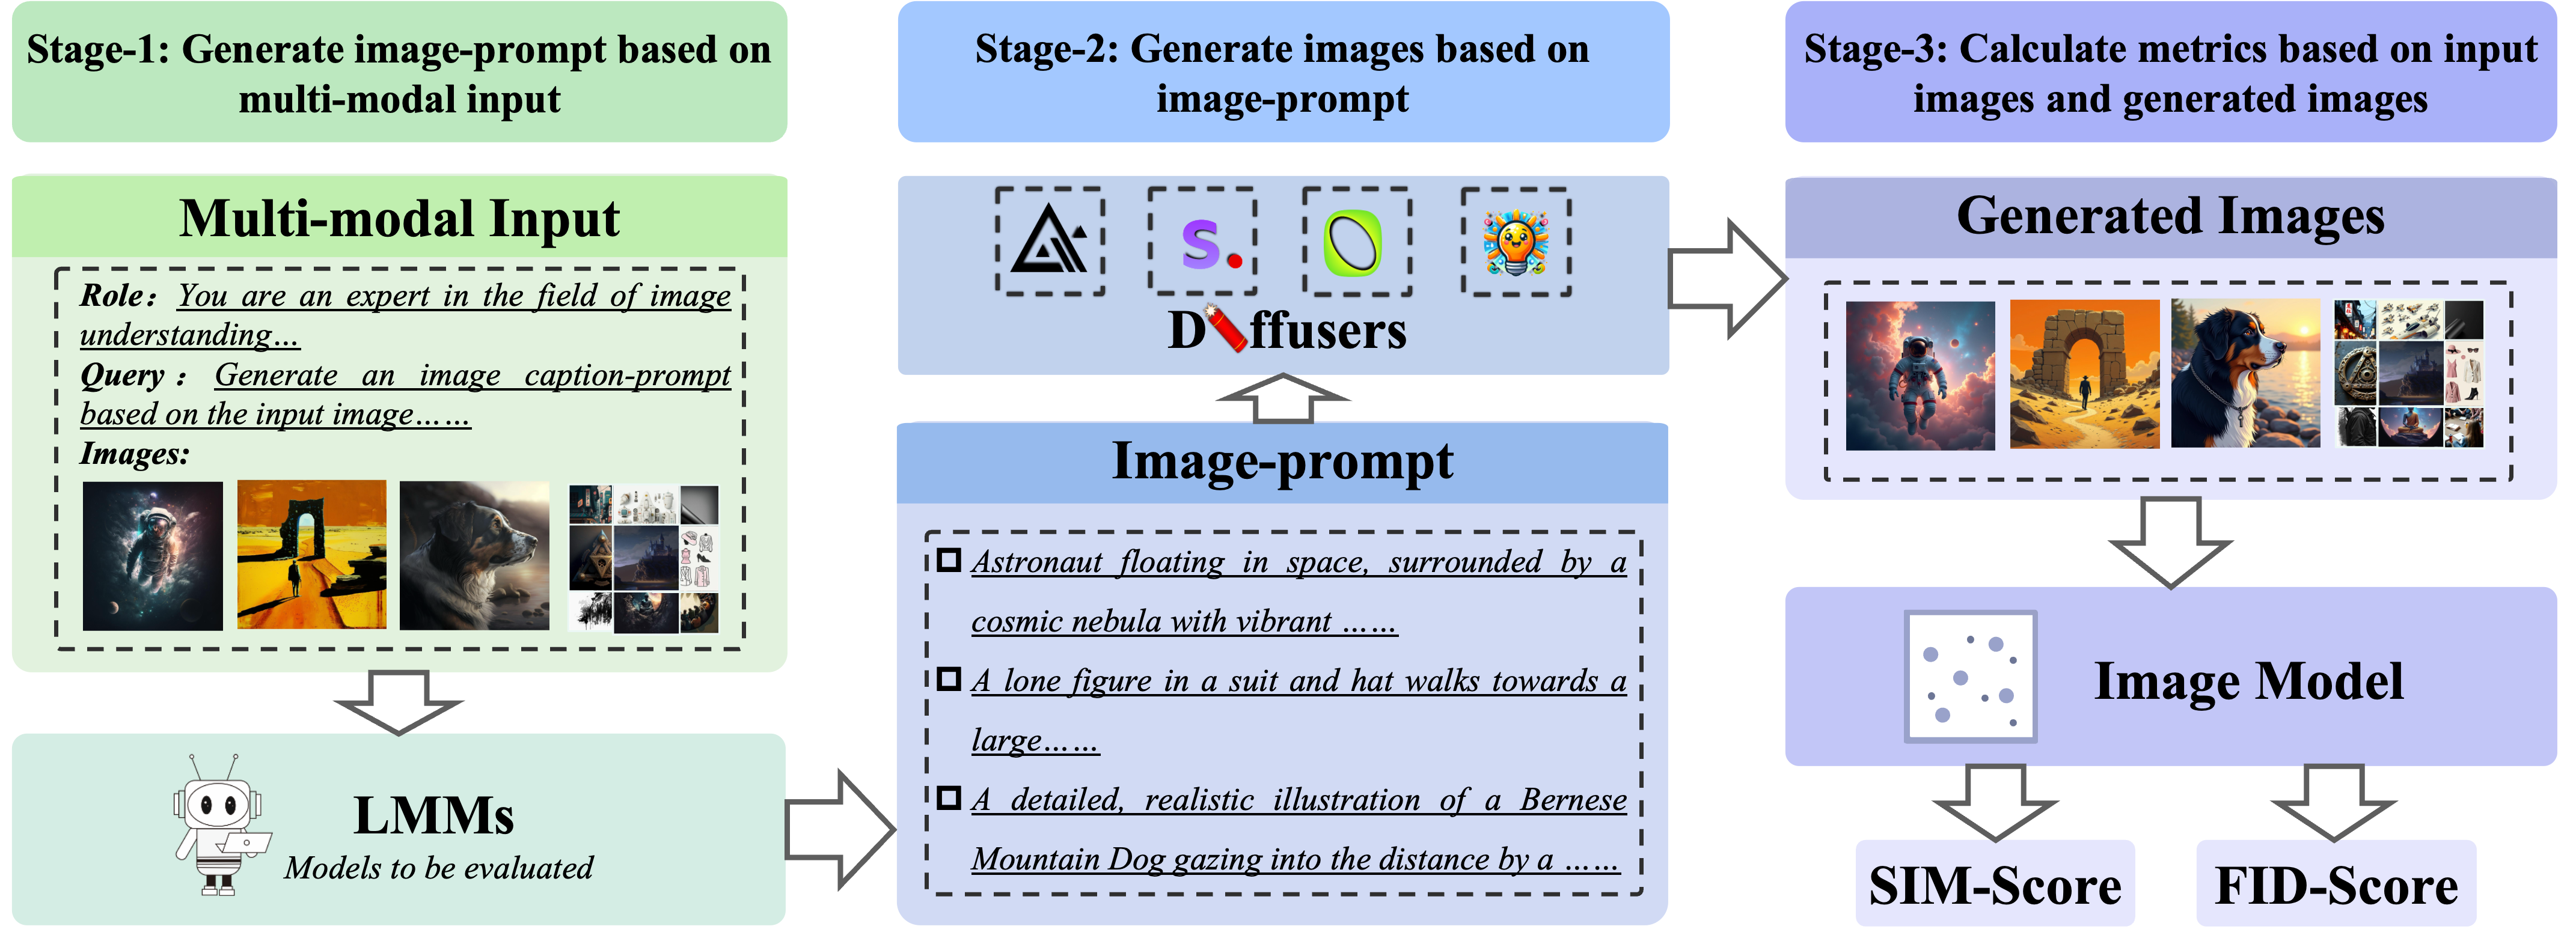 Stage-1: Generate image-prompt based on
multi-modal input
Multi-modal Input
Role: You are an expert in the field of image
understanding...
Query: Generate an image caption-prompt
based on the input image……
Images:
LMMs
Models to be evaluated
Stage-2: Generate images based on
image-prompt
S.
D🧨ffusers
Image-prompt
Astronaut floating in space, surrounded by a
cosmic nebula with vibrant ……
A lone figure in a suit and hat walks towards a
large……
A detailed, realistic illustration of a Bernese
Mountain Dog gazing into the distance by a ……
Stage-3: Calculate metrics based on input
images and generated images
Generated Images
Image Model
SIM-Score
FID-Score